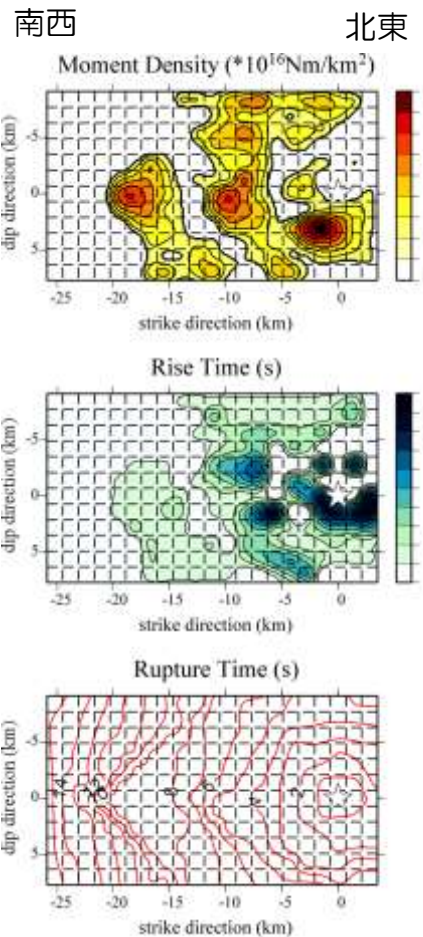 南西
北東
Moment Density (*10¹⁶Nm/km²)
dip direction (km)
-5
0
5
-25 -20 -15 -10 -5 0
strike direction (km)
Rise Time (s)
dip direction (km)
-5
0
5
-25 -20 -15 -10 -5 0
strike direction (km)
Rupture Time (s)
dip direction (km)
-5
0
5
2
4
-25 -20 -15 -10 -5 0
strike direction (km)